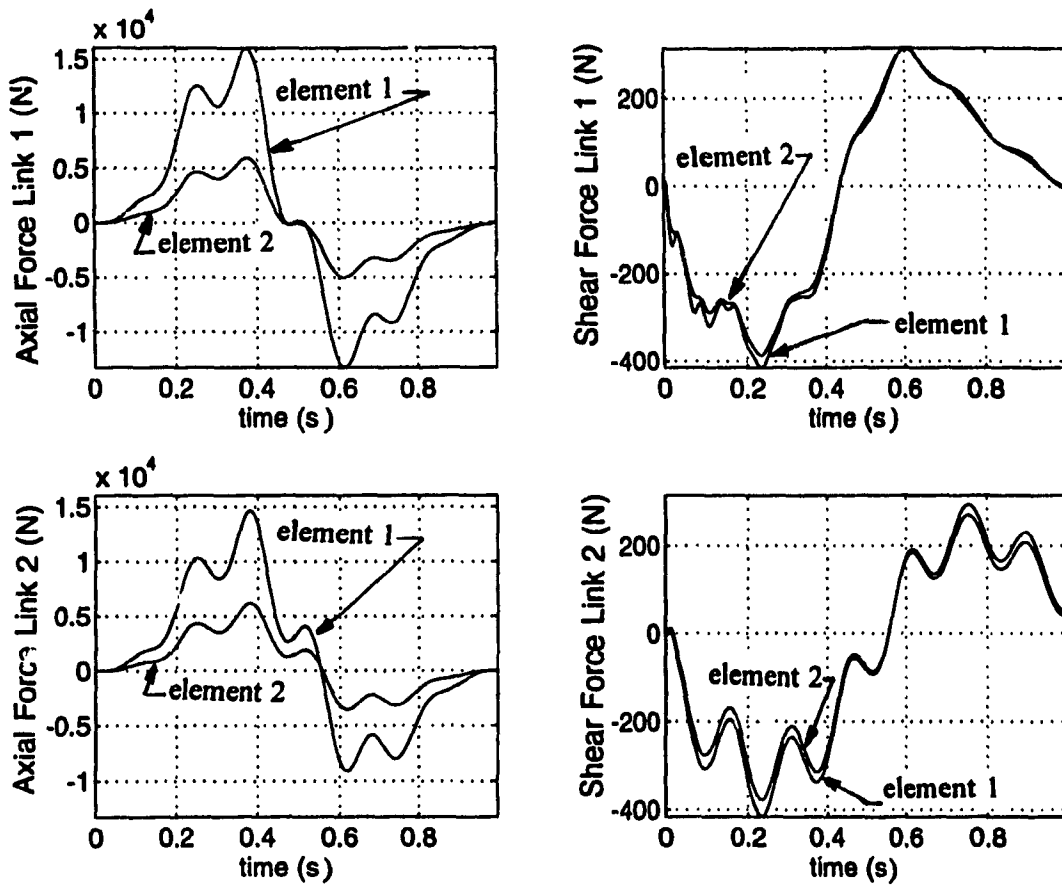 x 10^4
Axial Force Link 1 (N)
1.5
1
0.5
0
-0.5
-1
element 1
element 2
0 0.2 0.4 0.6 0.8
time (s)
Shear Force Link 1 (N)
200
0
-200
-400
element 2
element 1
0 0.2 0.4 0.6 0.8
time (s)
x 10^4
Axial Force Link 2 (N)
1.5
1
0.5
0
-0.5
-1
element 1
element 2
0 0.2 0.4 0.6 0.8
time (s)
Shear Force Link 2 (N)
200
0
-200
-400
element 2
element 1
0 0.2 0.4 0.6 0.8
time (s)